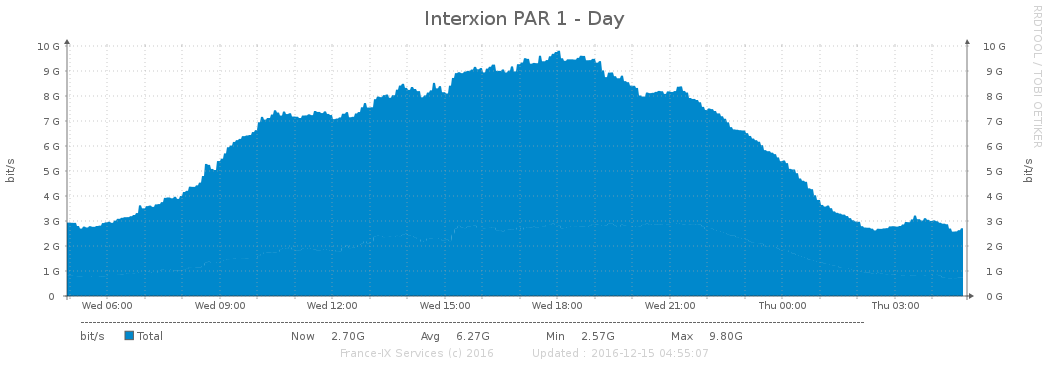 Interxion PAR 1 - Day
RRDTOOL / TOBI OETIKER
bit/s
10 G
9 G
8 G
7 G
6 G
5 G
4 G
3 G
2 G
1 G
0
10 G
9 G
8 G
7 G
6 G
5 G
4 G
3 G
2 G
1 G
0 G
bit/s
Wed 06:00 Wed 09:00 Wed 12:00 Wed 15:00 Wed 18:00 Wed 21:00 Thu 00:00 Thu 03:00
bit/s Total Now 2.70G Avg 6.27G Min 2.57G Max 9.80G
France-IX Services (c) 2016 Updated : 2016-12-15 04:55:07